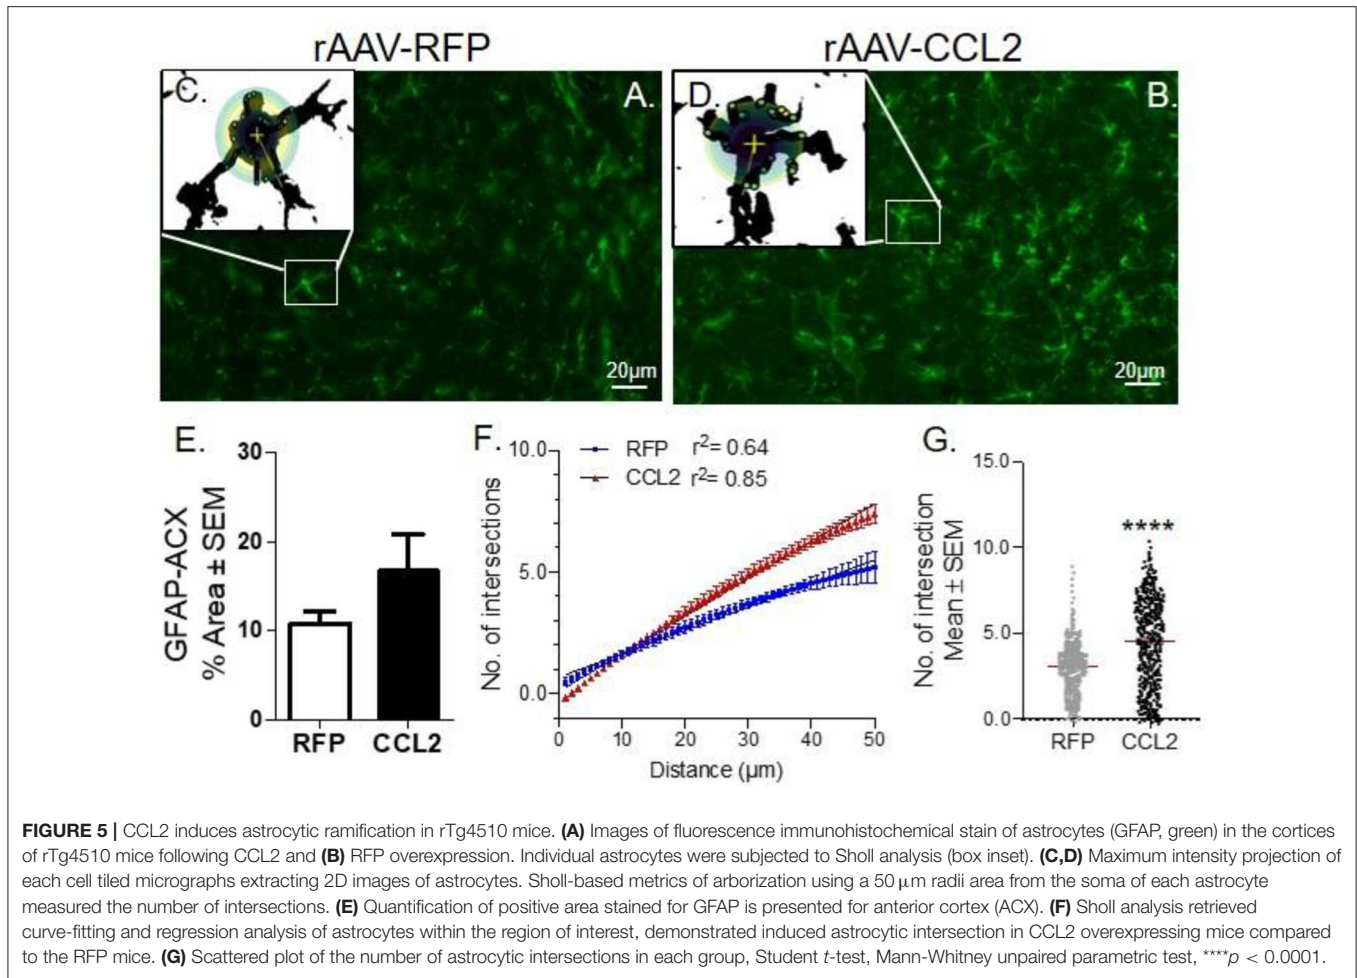 rAAV-RFP
rAAV-CCL2
C.
A.
D.
B.
20µm
20µm
E.
30
20
10
0
GFAP-ACX
% Area ± SEM
RFP
CCL2
F.
10.0
5.0
0.0
No. of intersections
RFP r²= 0.64
CCL2 r²= 0.85
0
10
20
30
40
50
Distance (µm)
G.
15.0
10.0
5.0
0.0
No. of intersection
Mean ± SEM
****
RFP
CCL2
FIGURE 5 | CCL2 induces astrocytic ramification in rTg4510 mice. (A) Images of fluorescence immunohistochemical stain of astrocytes (GFAP, green) in the cortices
of rTg4510 mice following CCL2 and (B) RFP overexpression. Individual astrocytes were subjected to Sholl analysis (box inset). (C,D) Maximum intensity projection of
each cell tiled micrographs extracting 2D images of astrocytes. Sholl-based metrics of arborization using a 50 µm radii area from the soma of each astrocyte
measured the number of intersections. (E) Quantification of positive area stained for GFAP is presented for anterior cortex (ACX). (F) Sholl analysis retrieved
curve-fitting and regression analysis of astrocytes within the region of interest, demonstrated induced astrocytic intersection in CCL2 overexpressing mice compared
to the RFP mice. (G) Scattered plot of the number of astrocytic intersections in each group, Student t-test, Mann-Whitney unpaired parametric test, ****p < 0.0001.